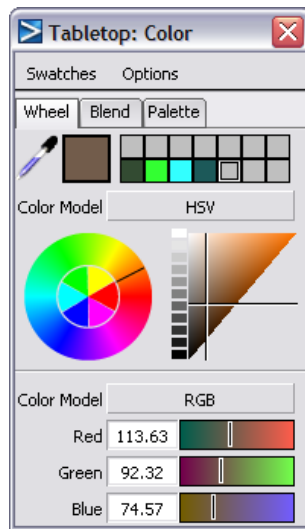 Tabletop: Color
Swatches Options
Wheel Blend Palette
Color Model HSV
Color Model RGB
Red 113.63
Green 92.32
Blue 74.57